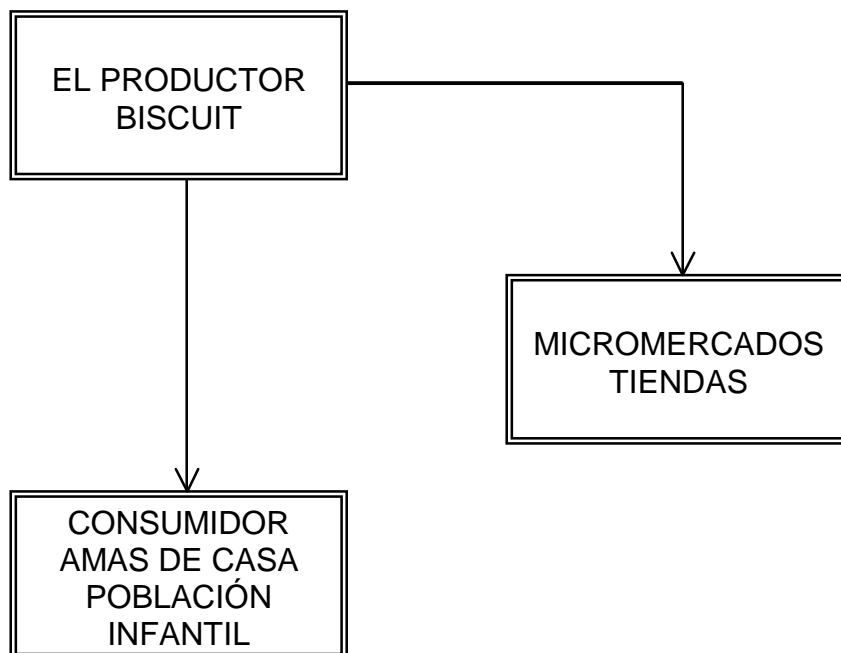 EL PRODUCTOR
BISCUIT
MICROMERCADOS
TIENDAS
CONSUMIDOR
AMAS DE CASA
POBLACIÓN
INFANTIL